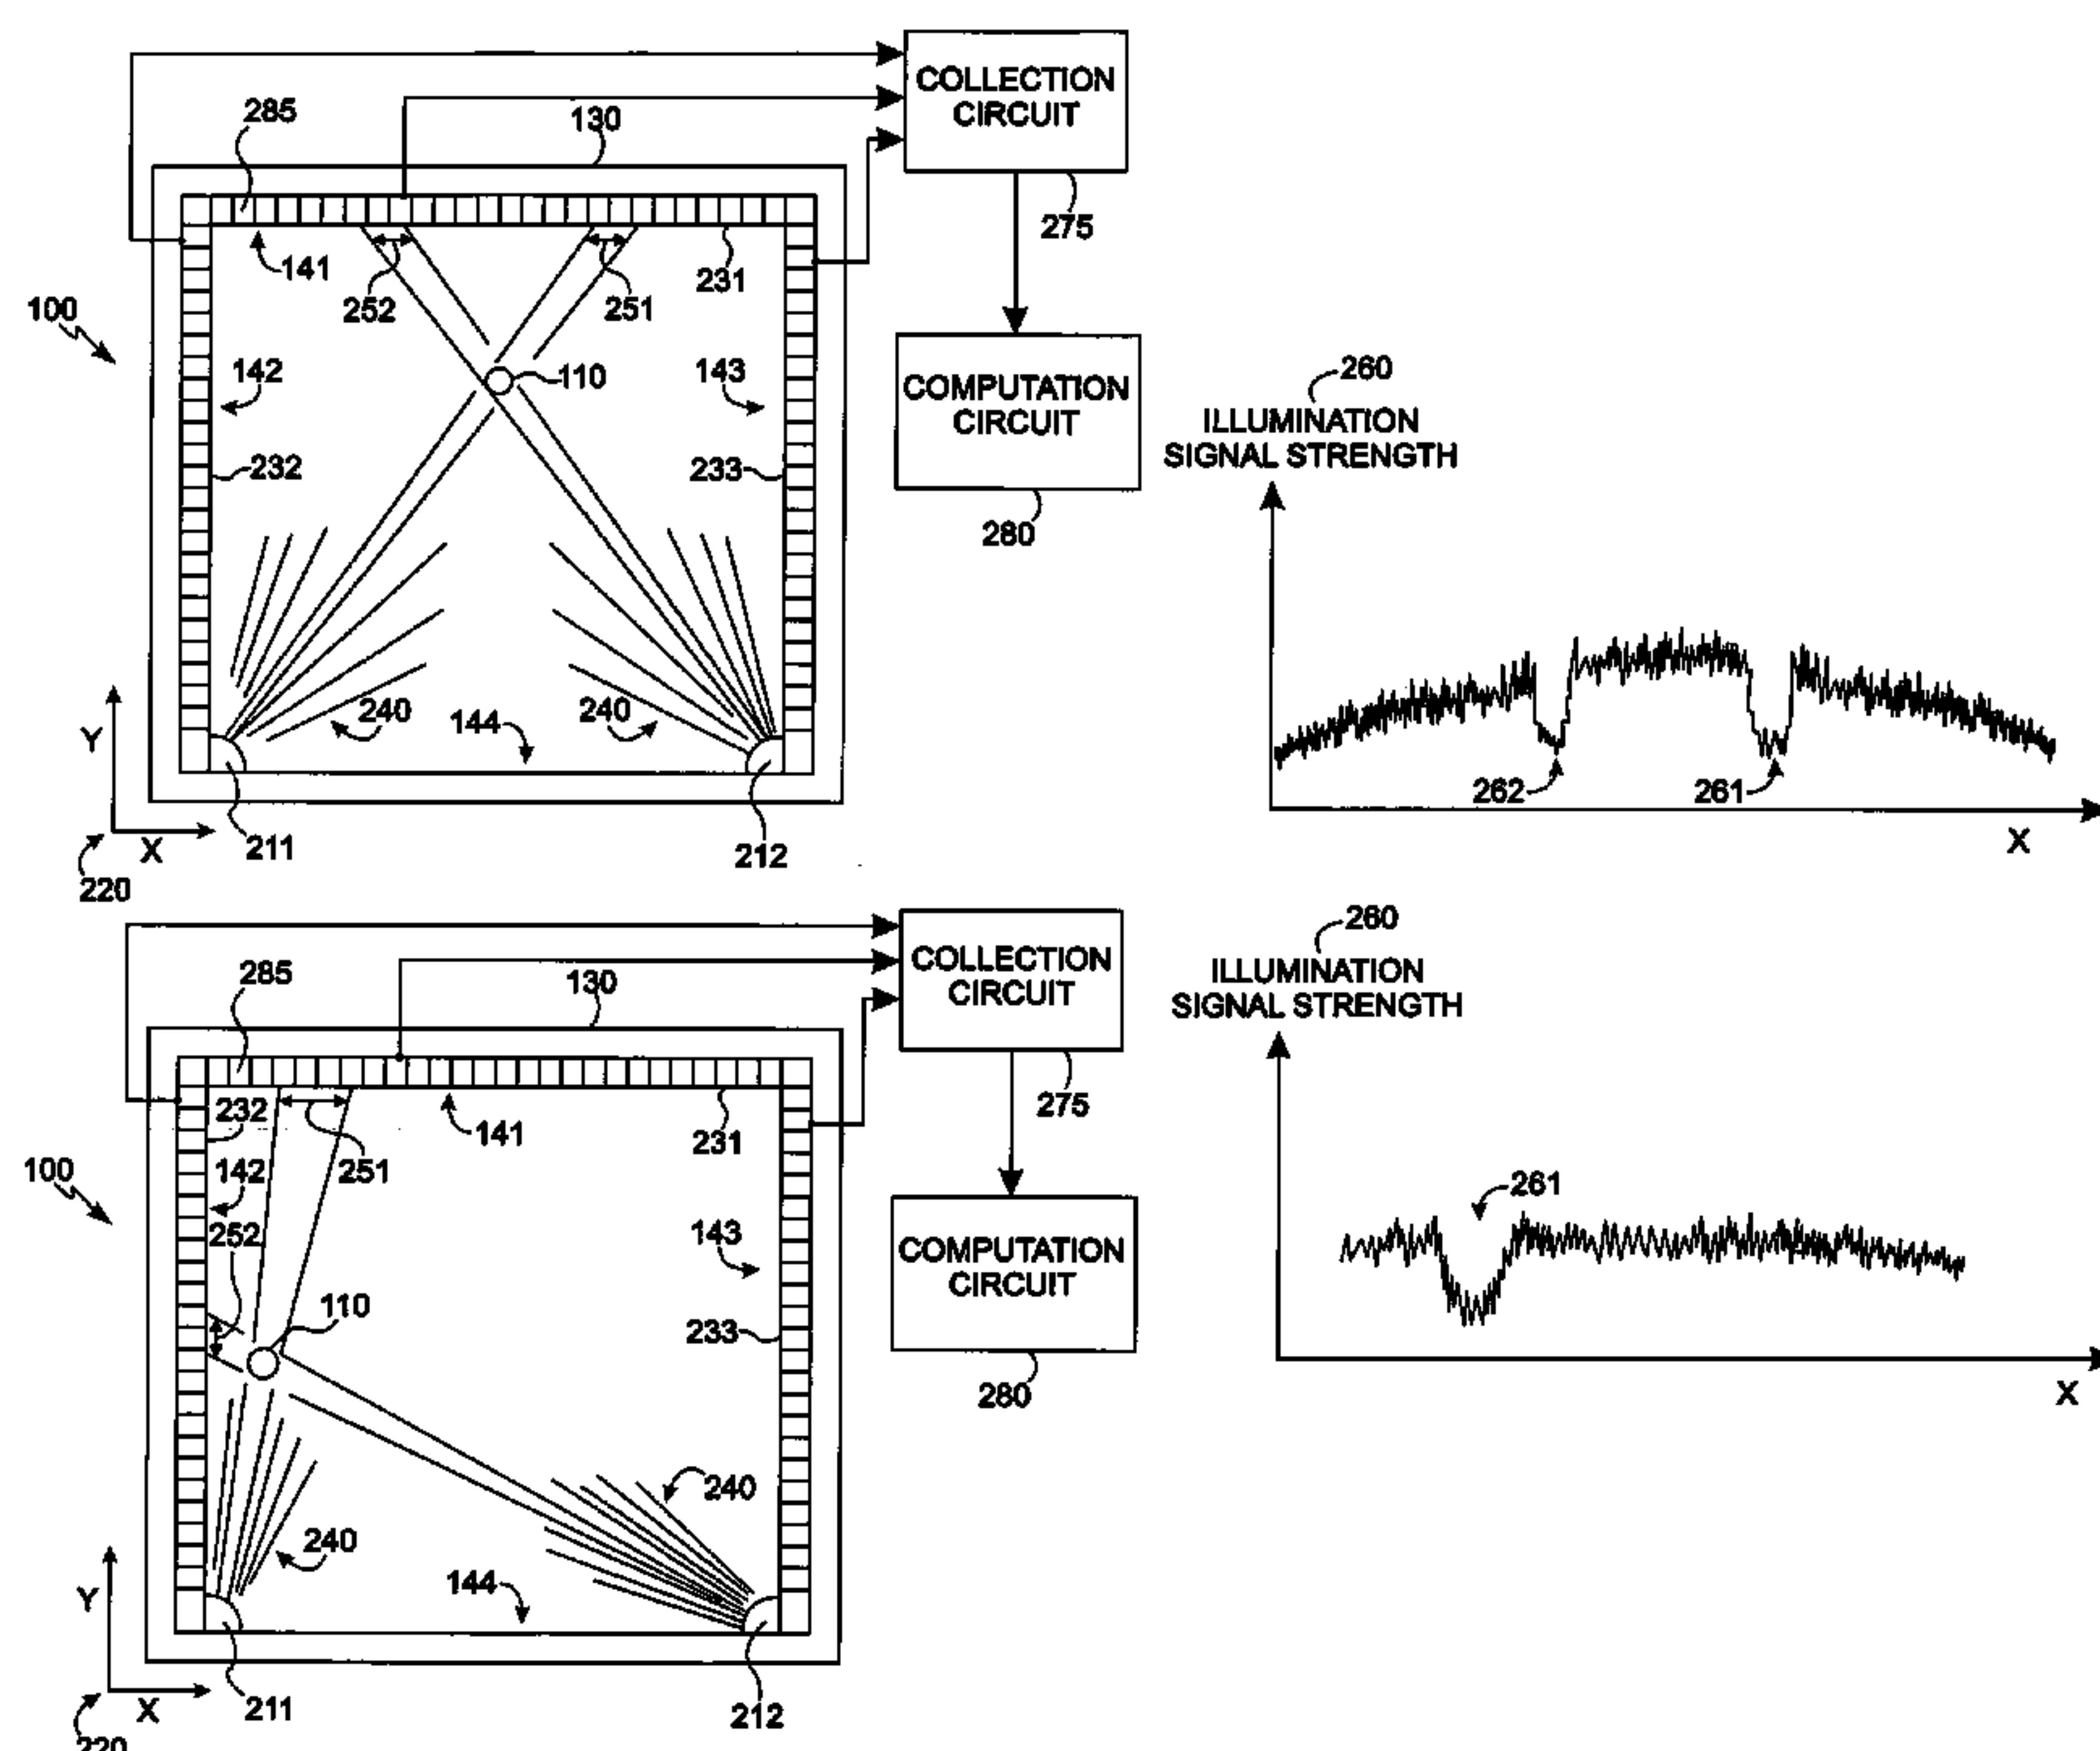 COLLECTION
CIRCUIT
285
130
275
141
252
251
231
100
142
110
143
COMPUTATION
CIRCUIT
260
ILLUMINATION
SIGNAL STRENGTH
232
233
280
240
144
240
Y
262
261
X
X
211
212
220
COLLECTION
CIRCUIT
260
ILLUMINATION
SIGNAL STRENGTH
285
130
275
232
141
231
251
100
142
252
143
COMPUTATION
CIRCUIT
261
110
233
280
X
240
240
144
Y
X
211
212
220